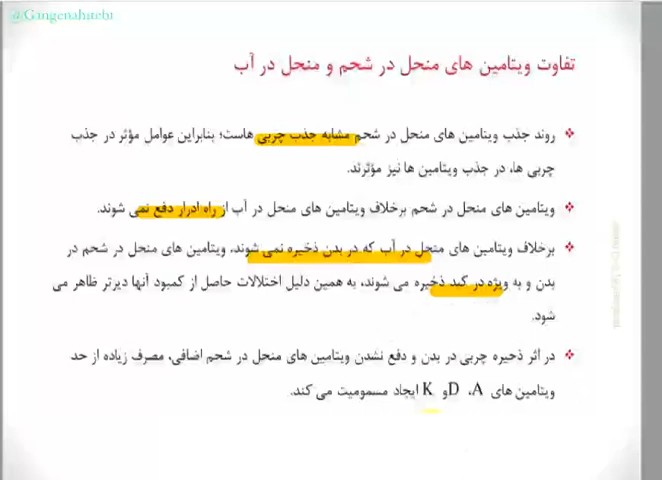 @Gangenahtebi
تفاوت ویتامین های منحل در شحم و منحل در آب
❖ روند جذب ویتامین های منحل در شحم مشابه جذب چربی هاست؛ بنابراین عوامل مؤثر در جذب
چربی ها، در جذب ویتامین ها نیز مؤثرند.
❖ ویتامین های منحل در شحم برخلاف ویتامین های منحل در آب از راه ادرار دفع نمی شوند.
❖ برخلاف ویتامین های منحل در آب که در بدن ذخیره نمی شوند، ویتامین های منحل در شحم در
بدن و به ویژه در کبد ذخیره می شوند، به همین دلیل اختلالات حاصل از کمبود آنها دیرتر ظاهر می
شود.
❖ در اثر ذخیره چربی در بدن و دفع نشدن ویتامین های منحل در شحم اضافی، مصرف زیاده از حد
ویتامین های A، D و K ایجاد مسمومیت می کند.